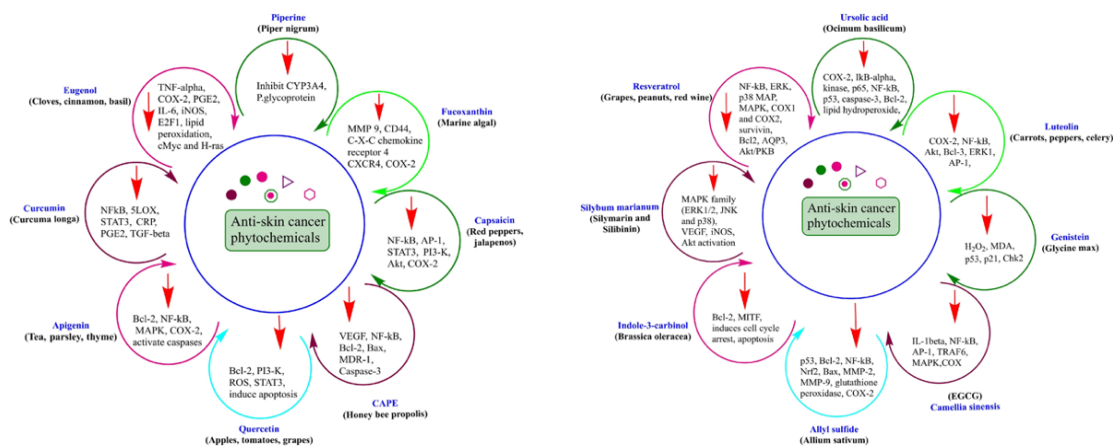 Piperine
(Piper nigrum)
Inhibit CYP3A4,
P.glycoprotein
Fucoxanthin
(Marine algal)
MMP 9, CD44,
C-X-C chemokine
receptor 4
CXCR4, COX-2
Capsaicin
(Red peppers,
jalapenos)
NF-kB, AP-1,
STAT3, PI3-K,
Akt, COX-2
VEGF, NF-kB,
Bcl-2, Bax,
MDR-1,
Caspase-3
CAPE
(Honey bee propolis)
Bcl-2, PI3-K,
ROS, STAT3,
induce apoptosis
Quercetin
(Apples, tomatoes, grapes)
Apigenin
(Tea, parsley, thyme)
Bcl-2, NF-kB,
MAPK, COX-2,
activate caspases
Curcumin
(Curcuma longa)
NFkB, 5LOX,
STAT3, CRP,
PGE2, TGF-beta
Eugenol
(Cloves, cinnamon, basil)
TNF-alpha,
COX-2, PGE2,
IL-6, iNOS,
E2F1, lipid
peroxidation,
cMyc and H-ras
Anti-skin cancer
phytochemicals
Ursolic acid
(Ocimum basilicum)
COX-2, IkB-alpha,
kinase, p65, NF-kB,
p53, caspase-3, Bcl-2,
lipid hydroperoxide,
Luteolin
(Carrots, peppers, celery)
COX-2, NF-kB,
Akt, Bcl-3, ERK1,
AP-1,
Genistein
(Glycine max)
H₂O₂, MDA,
p53, p21, Chk2
IL-1beta, NF-kB,
AP-1, TRAF6,
MAPK,COX
(EGCG)
Camellia sinensis
p53, Bcl-2, NF-kB,
Nrf2, Bax, MMP-2,
MMP-9, glutathione
peroxidase, COX-2
Allyl sulfide
(Allium sativum)
Indole-3-carbinol
(Brassica oleracea)
Bcl-2, MITF,
induces cell cycle
arrest, apoptosis
Silybum marianum
(Silymarin and
Silibinin)
MAPK family
(ERK1/2, JNK
and p38),
VEGF, iNOS,
Akt activation
Resveratrol
(Grapes, peanuts, red wine)
NF-kB, ERK,
p38 MAP,
MAPK, COX1
and COX2,
survivin,
Bcl2, AQP3,
Akt/PKB
Anti-skin cancer
phytochemicals